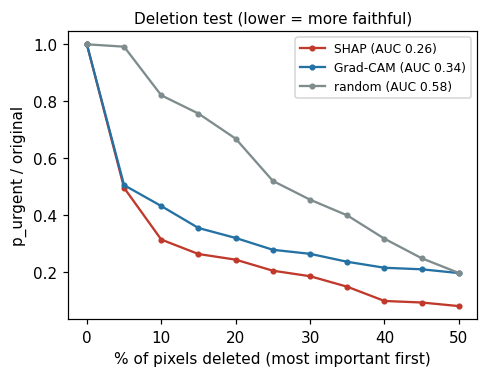 Deletion test (lower = more faithful)
SHAP (AUC 0.26)
Grad-CAM (AUC 0.34)
random (AUC 0.58)
p_urgent / original
1.0
0.8
0.6
0.4
0.2
0 10 20 30 40 50
% of pixels deleted (most important first)